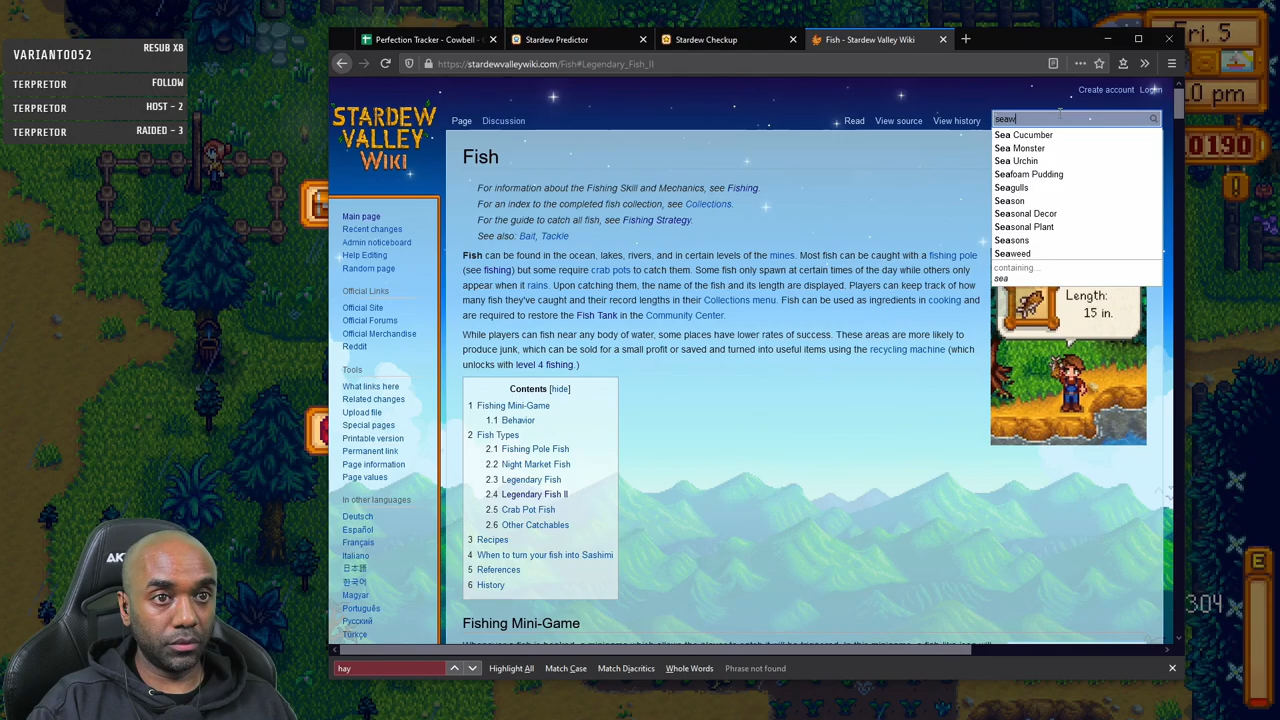 VARIANT0052
RESUB X8
TERPRETOR
FOLLOW
TERPRETOR
HOST - 2
TERPRETOR
RAIDED - 3
Perfection Tracker - Cowbell -
Stardew Predictor
Stardew Checkup
Fish - Stardew Valley Wiki
https://stardewvalleywiki.com/Fish#Legendary_Fish_II
Fri. 5
0 pm
0190
Create account
Login
STARDEW
VALLEY
WIKI
Page
Discussion
Read
View source
View history
seaw
Sea Cucumber
Sea Monster
Sea Urchin
Seafoam Pudding
Seagulls
Season
Seasonal Decor
Seasonal Plant
Seasons
Seaweed
containing...
sea
Length:
15 in.
Fish
For information about the Fishing Skill and Mechanics, see Fishing.
For an index to the completed fish collection, see Collections.
For the guide to catch all fish, see Fishing Strategy.
See also: Bait, Tackle
Fish can be found in the ocean, lakes, rivers, and in certain levels of the mines. Most fish can be caught with a fishing pole
(see fishing) but some require crab pots to catch them. Some fish only spawn at certain times of the day while others only
appear when it rains. Upon catching them, the name of the fish and its length are displayed. Players can keep track of how
many fish they've caught and their record lengths in their Collections menu. Fish can be used as ingredients in cooking and
are required to restore the Fish Tank in the Community Center.
While players can fish near any body of water, some places have lower rates of success. These areas are more likely to
produce junk, which can be sold for a small profit or saved and turned into useful items using the recycling machine (which
unlocks with level 4 fishing.)
Contents [hide]
1 Fishing Mini-Game
1.1 Behavior
2 Fish Types
2.1 Fishing Pole Fish
2.2 Night Market Fish
2.3 Legendary Fish
2.4 Legendary Fish II
2.5 Crab Pot Fish
2.6 Other Catchables
3 Recipes
4 When to turn your fish into Sashimi
5 References
6 History
Fishing Mini-Game
Main page
Recent changes
Admin noticeboard
Help Editing
Random page
Official Links
Official Site
Official Forums
Official Merchandise
Reddit
Tools
What links here
Related changes
Upload file
Special pages
Printable version
Permanent link
Page information
Page values
In other languages
Deutsch
Español
Français
Italiano
日本語
한국어
Magyar
Português
Русский
Türkçe
hay
Highlight All
Match Case
Match Diacritics
Whole Words
Phrase not found
E
304
AK